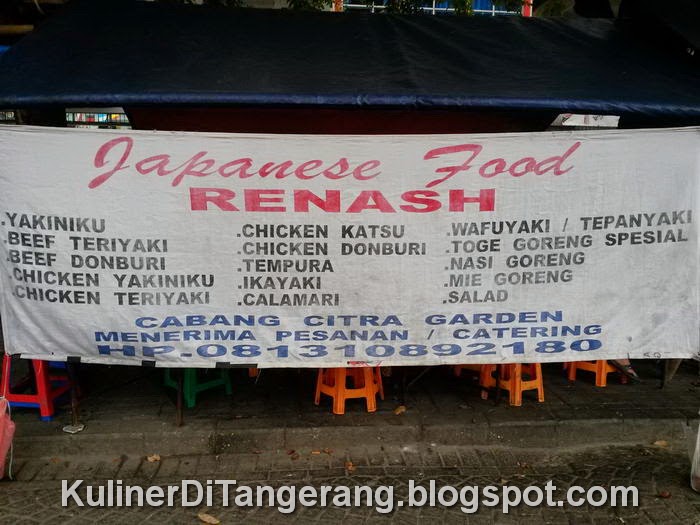 Japanese Food
RENASH
.YAKINIKU
.BEEF TERIYAKI
.BEEF DONBURI
.CHICKEN YAKINIKU
.CHICKEN TERIYAKI
.CHICKEN KATSU
.CHICKEN DONBURI
.TEMPURA
.IKAYAKI
.CALAMARI
.WAFUYAKI / TEPANYAKI
.TOGE GORENG SPESIAL
.NASI GORENG
.MIE GORENG
.SALAD
CABANG CITRA GARDEN
MENERIMA PESANAN / CATERING
HP.081310892180
KulinerDiTangerang.blogspot.com